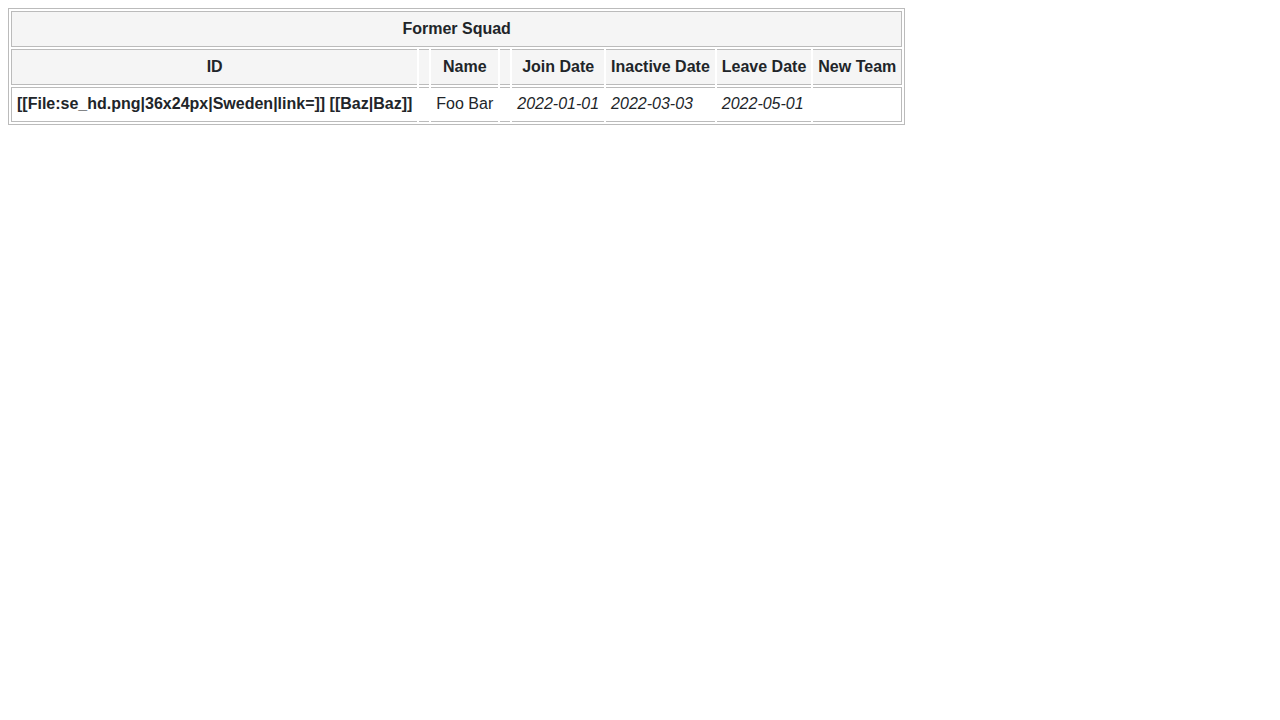 Former Squad
ID Name Join Date Inactive Date Leave Date New Team
[[File:se_hd.png|36x24px|Sweden|link=]] [[Baz|Baz]] Foo Bar 2022-01-01 2022-03-03 2022-05-01